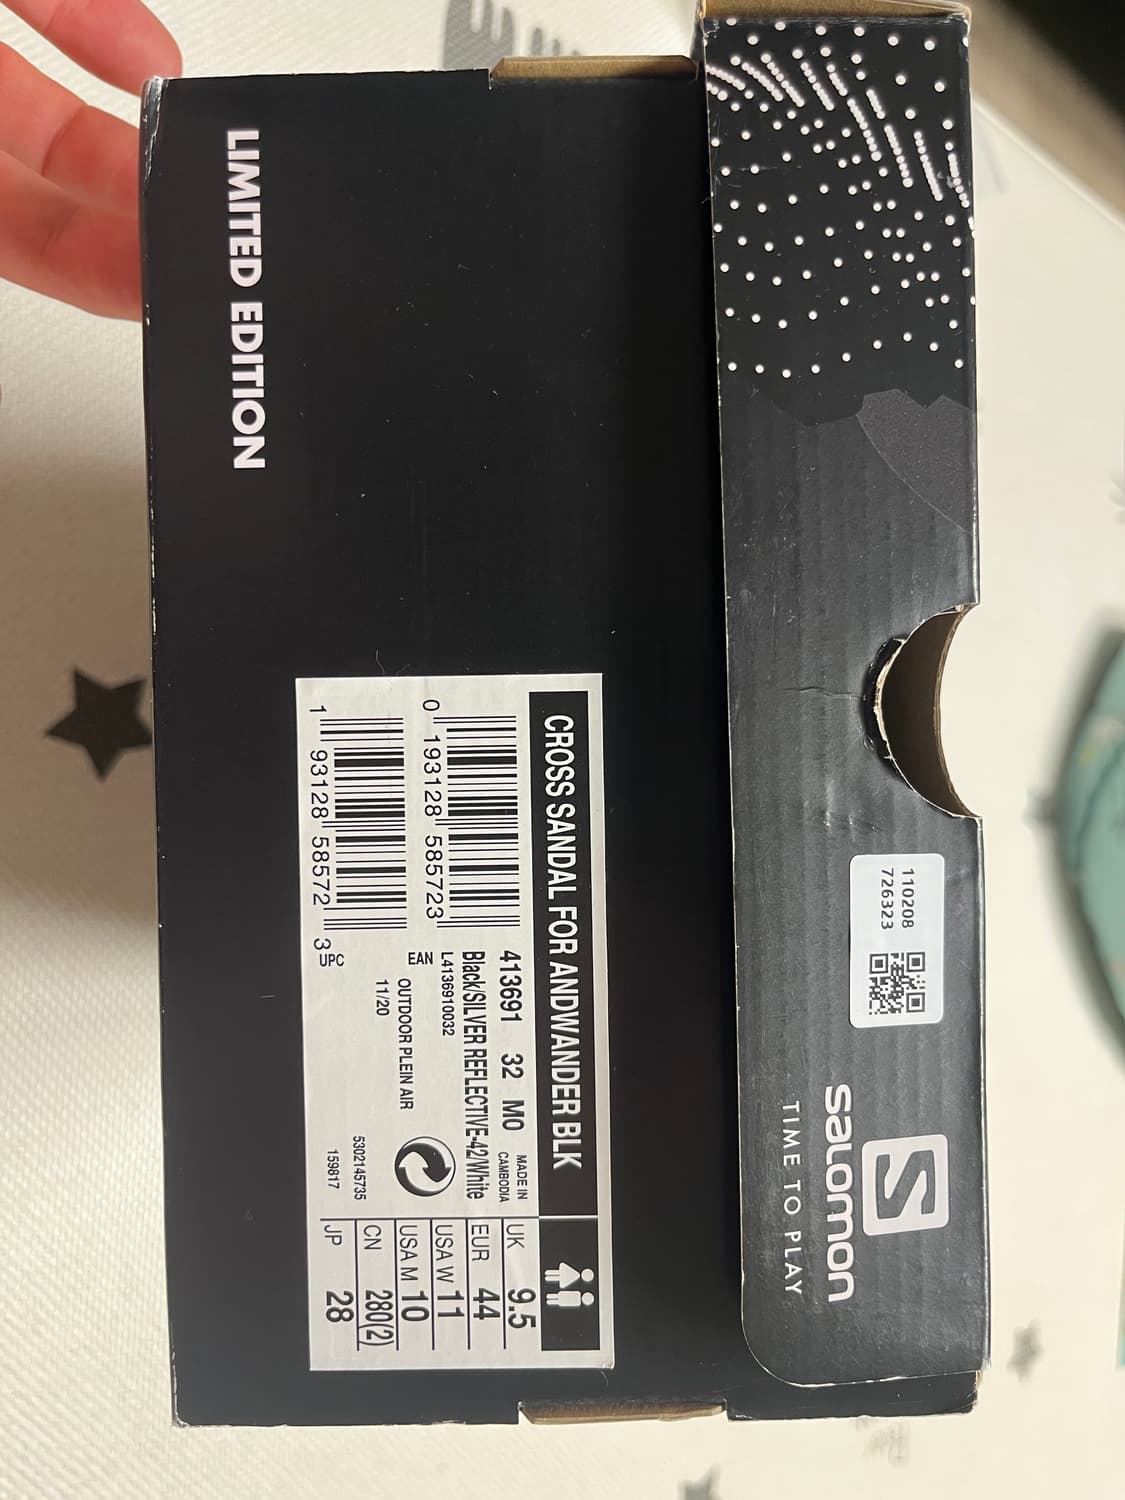 S
salomon
TIME TO PLAY
110208
726323
CROSS SANDAL FOR ANDWANDER BLK
413691 32 M0
MADE IN
CAMBODIA
Black/SILVER REFLECTIVE-42/White
L4136910032
EAN
0 193128 585723
OUTDOOR PLEIN AIR
11/20
UPC
1 93128 58572 3
5302145735
159817
UK 9.5
EUR 44
USA W 11
USA M 10
CN 280(2)
JP 28
LIMITED EDITION